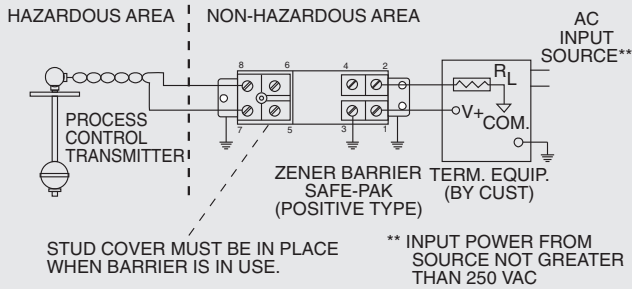 HAZARDOUS AREA
NON-HAZARDOUS AREA
AC
INPUT
SOURCE**
8
6
4
2
R L
V+
COM.
7
5
3
1
PROCESS
CONTROL
TRANSMITTER
ZENER BARRIER
SAFE-PAK
(POSITIVE TYPE)
TERM. EQUIP.
(BY CUST)
STUD COVER MUST BE IN PLACE
WHEN BARRIER IS IN USE.
** INPUT POWER FROM
SOURCE NOT GREATER
THAN 250 VAC